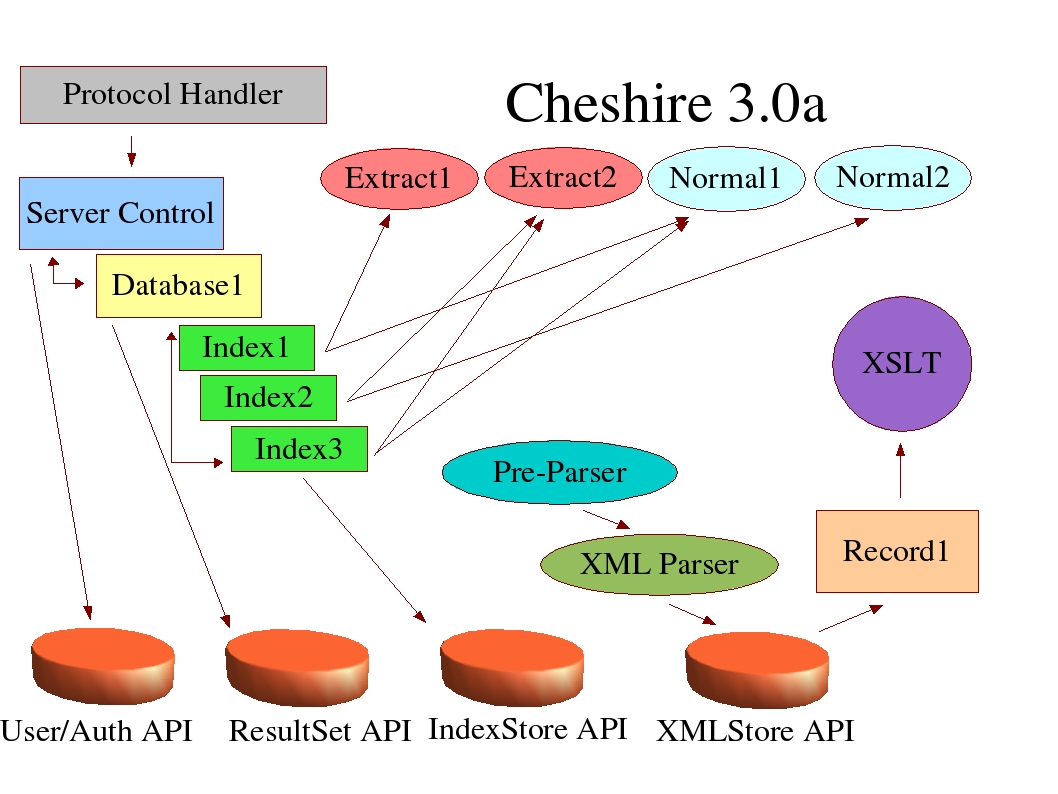 Protocol Handler
Cheshire 3.0a
Extract1
Extract2
Normal1
Normal2
Server Control
Database1
Index1
XSLT
Index2
Index3
Pre-Parser
Record1
XML Parser
User/Auth API
ResultSet API
IndexStore API
XMLStore API